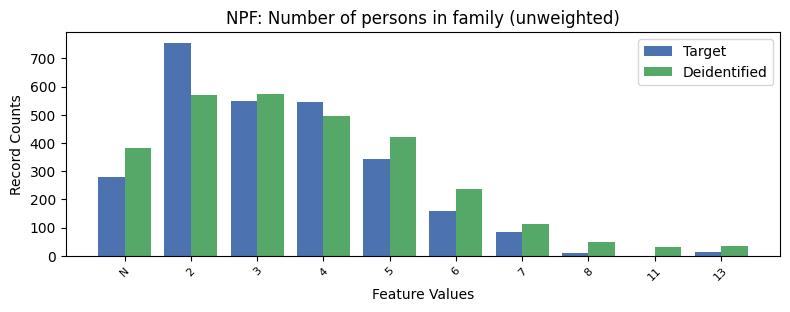 NPF: Number of persons in family (unweighted)
Target
Deidentified
Record Counts
700
600
500
400
300
200
100
0
N 2 3 4 5 6 7 8 11 13
Feature Values